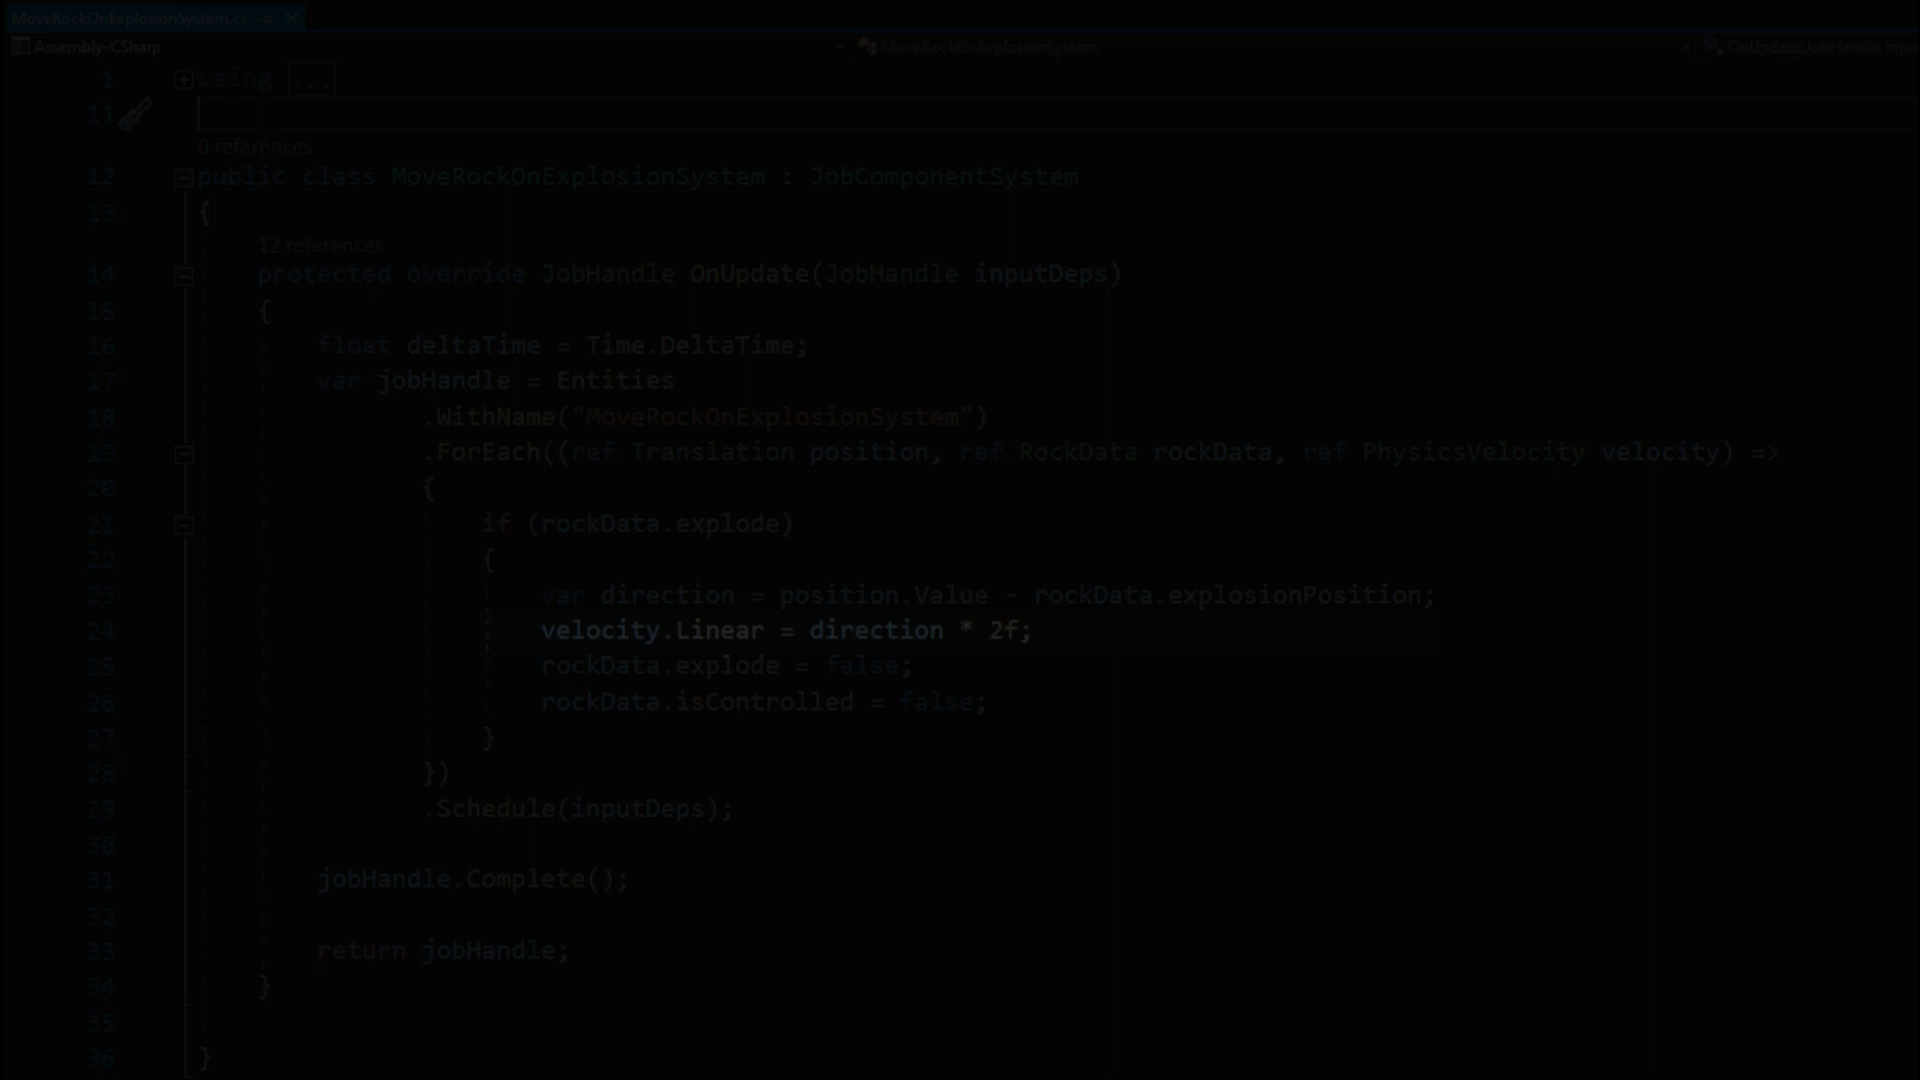 MoveRockOnExplosionSystem.cs
Assembly-CSharp MoveRockOnExplosionSystem OnUpdate(JobHandle inpu
1 using ...
11
0 references
12 public class MoveRockOnExplosionSystem : JobComponentSystem
13 {
12 references
14 protected override JobHandle OnUpdate(JobHandle inputDeps)
15 {
16 float deltaTime = Time.DeltaTime;
17 var jobHandle = Entities
18 .WithName("MoveRockOnExplosionSystem")
19 .ForEach((ref Translation position, ref RockData rockData, ref PhysicsVelocity velocity) =>
20 {
21 if (rockData.explode)
22 {
23 var direction = position.Value - rockData.explosionPosition;
24 velocity.Linear = direction * 2f;
25 rockData.explode = false;
26 rockData.isControlled = false;
27 }
28 })
29 .Schedule(inputDeps);
30
31 jobHandle.Complete();
32
33 return jobHandle;
34 }
35
36 }